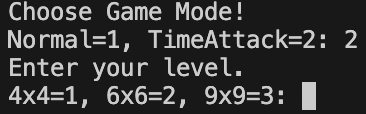 Choose Game Mode!
Normal=1, TimeAttack=2: 2
Enter your level.
4x4=1, 6x6=2, 9x9=3: